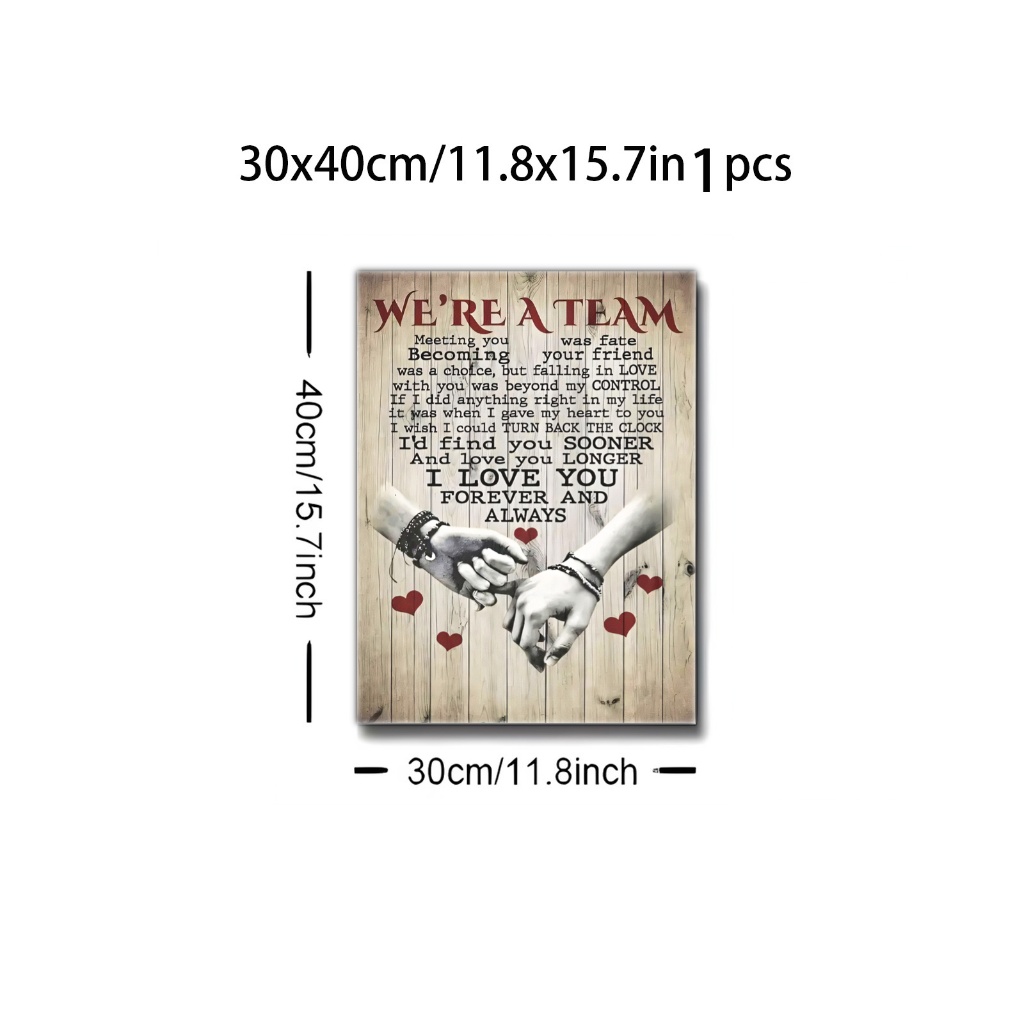 30x40cm/11.8x15.7in 1 pcs
WE'RE A TEAM
Meeting you was fate
Becoming your friend
was a choice, but falling in LOVE
with you was beyond my CONTROL
If I did anything right in my life
it was when I gave my heart to you
I wish I could TURN BACK THE CLOCK
I'd find you SOONER
And love you LONGER
I LOVE YOU
FOREVER AND
ALWAYS
40cm/15.7inch
30cm/11.8inch